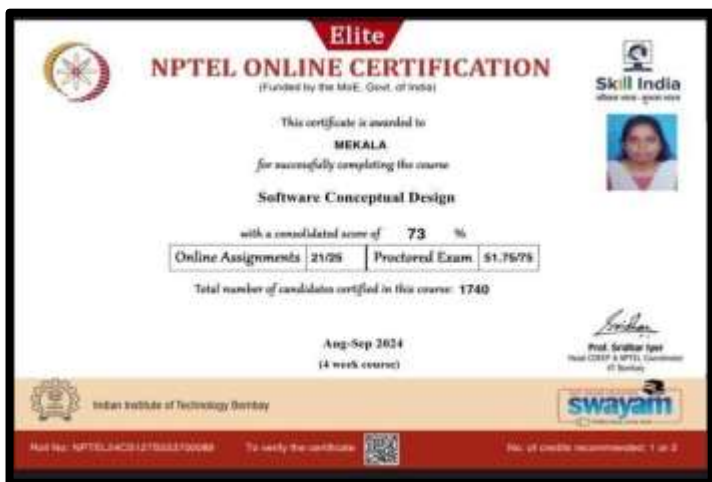 Elite
NPTEL ONLINE CERTIFICATION
(Funded by the MoE, Govt. of India)
Skill India
This certificate is awarded to
MEKALA
for successfully completing the course
Software Conceptual Design
with a consolidated score of 73 %
Online Assignments 21/25 Proctored Exam 51.75/75
Total number of candidates certified in this course: 1740
Aug-Sep 2024
(4 week course)
Prof. Sridhar Iyer
IIT Bombay
Indian Institute of Technology Bombay
swayam
Roll No:
To verify the certificate
No. of credits recommended: 1 or 2